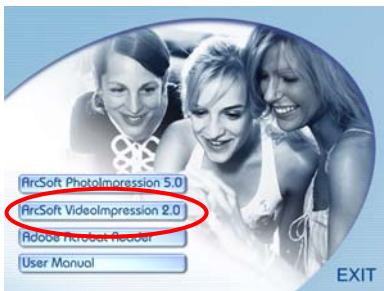 ArcSoft PhotoImpression 5.0
ArcSoft VideoImpression 2.0
Adobe Acrobat Reader
User Manual
EXIT